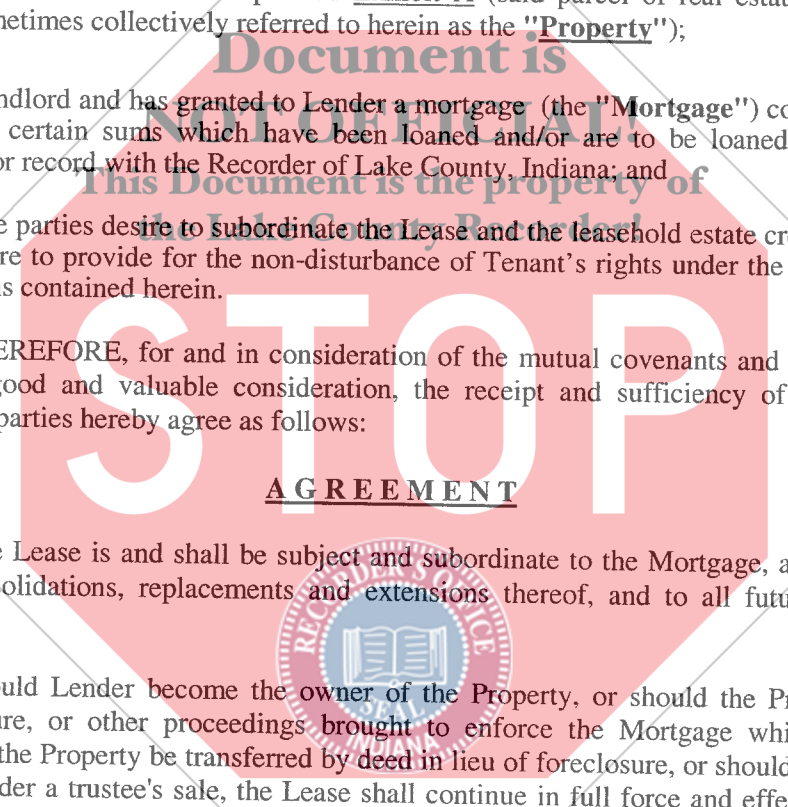 (said parcel of real estat
netimes collectively referred to herein as the "Property");
Document is
ndlord and has granted to Lender a mortgage (the "Mortgage") co
NOT OFFICIAL!
certain sums which have been loaned and/or are to be loaned
or record with the Recorder of Lake County, Indiana; and
This Document is the property of
the Lake County Recorder!
e parties desire to subordinate the Lease and the leasehold estate cr
re to provide for the non-disturbance of Tenant's rights under the
s contained herein.
STOP
EREFORE, for and in consideration of the mutual covenants and
good and valuable consideration, the receipt and sufficiency of
parties hereby agree as follows:
AGREEMENT
e Lease is and shall be subject and subordinate to the Mortgage, a
solidations, replacements and extensions thereof, and to all futu
RECORDER'S OFFICE
SEAL
INDIANA
uld Lender become the owner of the Property, or should the Pr
ure, or other proceedings brought to enforce the Mortgage whi
the Property be transferred by deed in lieu of foreclosure, or should
der a trustee's sale, the Lease shall continue in full force and effe